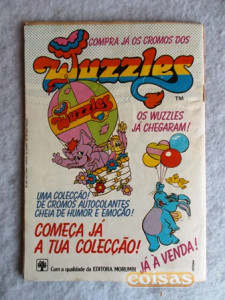 COMPRA JÁ OS CROMOS DOS
Wuzzles
TM
Wuzzles
OS WUZZLES
JÁ CHEGARAM!
UMA COLECÇÃO
DE CROMOS AUTOCOLANTES
CHEIA DE HUMOR E EMOÇÃO!
COMEÇA JÁ
A TUA COLECÇÃO!
JÁ À VENDA!
Com a qualidade da EDITORA MORUMBI
coisas